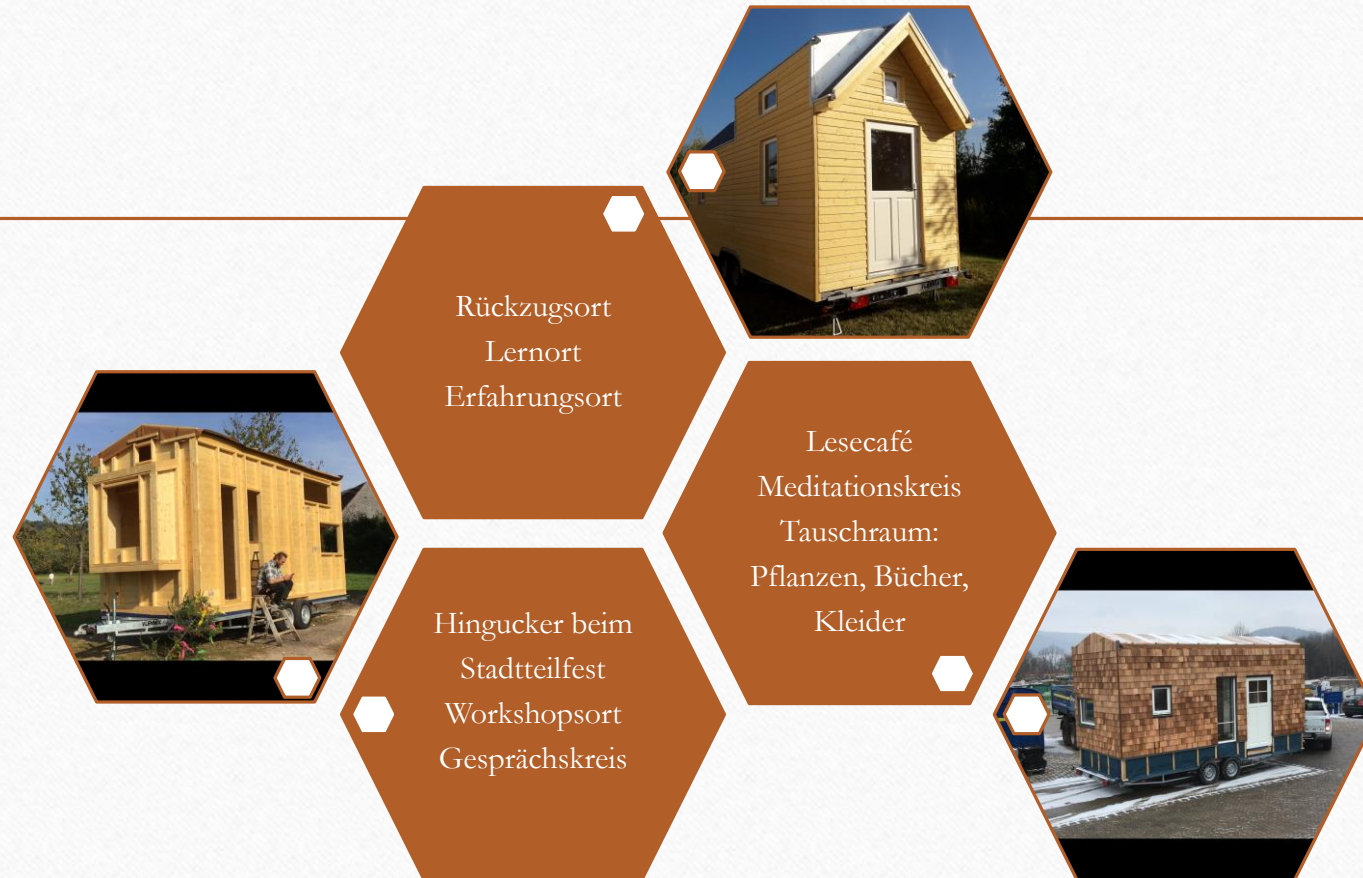 Rückzugsort
Lernort
Erfahrungsort
Lesecafé
Meditationskreis
Tauschraum:
Pflanzen, Bücher,
Kleider
Hingucker beim
Stadtteilfest
Workshopsort
Gesprächskreis